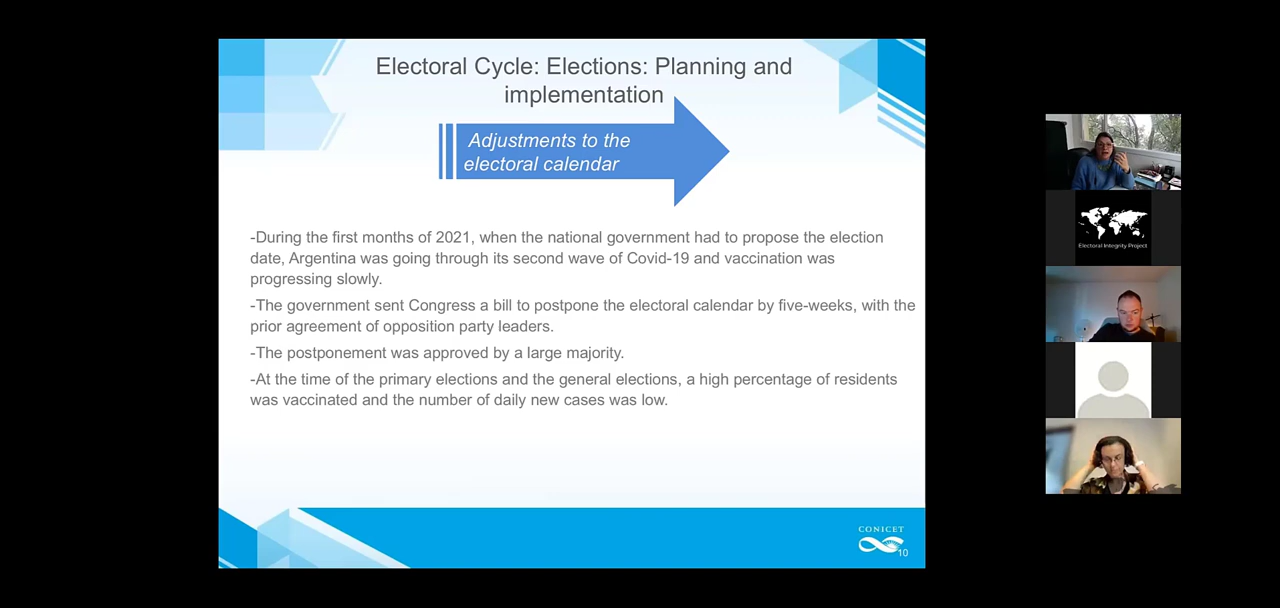 Electoral Cycle: Elections: Planning and
implementation
Adjustments to the
electoral calendar
-During the first months of 2021, when the national government had to propose the election
date, Argentina was going through its second wave of Covid-19 and vaccination was
progressing slowly.
-The government sent Congress a bill to postpone the electoral calendar by five-weeks, with the
prior agreement of opposition party leaders.
-The postponement was approved by a large majority.
-At the time of the primary elections and the general elections, a high percentage of residents
was vaccinated and the number of daily new cases was low.
CONICET
10
Electoral Integrity Project